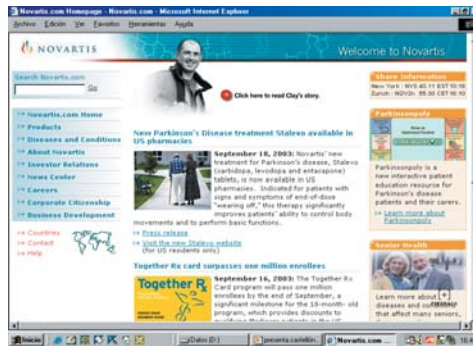 Novartis.com Homepage - Novartis.com - Microsoft Internet Explorer
Archivo Edición Ver Favoritos Herramientas Ayuda
NOVARTIS
Welcome to Novartis
Search Novartis.com
Go
Novartis.com Home
Products
Diseases and Conditions
About Novartis
Investor Relations
News Center
Careers
Corporate Citizenship
Business Development
Countries
Contact
Help
Click here to read Clay's story.
New Parkinson's Disease treatment Stalevo available in
US pharmacies
September 18, 2003: Novartis' new
treatment for Parkinson's disease, Stalevo
(carbidopa, levodopa and entacapone)
tablets, is now available in US
pharmacies. Indicated for patients with
signs and symptoms of end-of-dose
"wearing off," this therapy significantly
improves patients' ability to control body
movements and to perform basic functions.
Press release
Visit the new Stalevo website
(for US residents only)
Together Rx card surpasses one million enrollees
Together Rx
September 16, 2003: The Together Rx
Card program will pass one million
enrollees by the end of September, a
significant milestone for the 18-month- old
program, which provides discounts to
Share Information
New York : NVS
Zurich : NOVZn
Parkinsonpoly
Parkinsonpoly is a
new interactive patient
education resource for
Parkinson's disease
patients and their carers.
Learn more about
Parkinsonpoly
Senior Health
Learn more about
diseases and conditions
that affect many seniors,
FEEDBACK
Inicio
Datos (D:)
Novartis.com ...